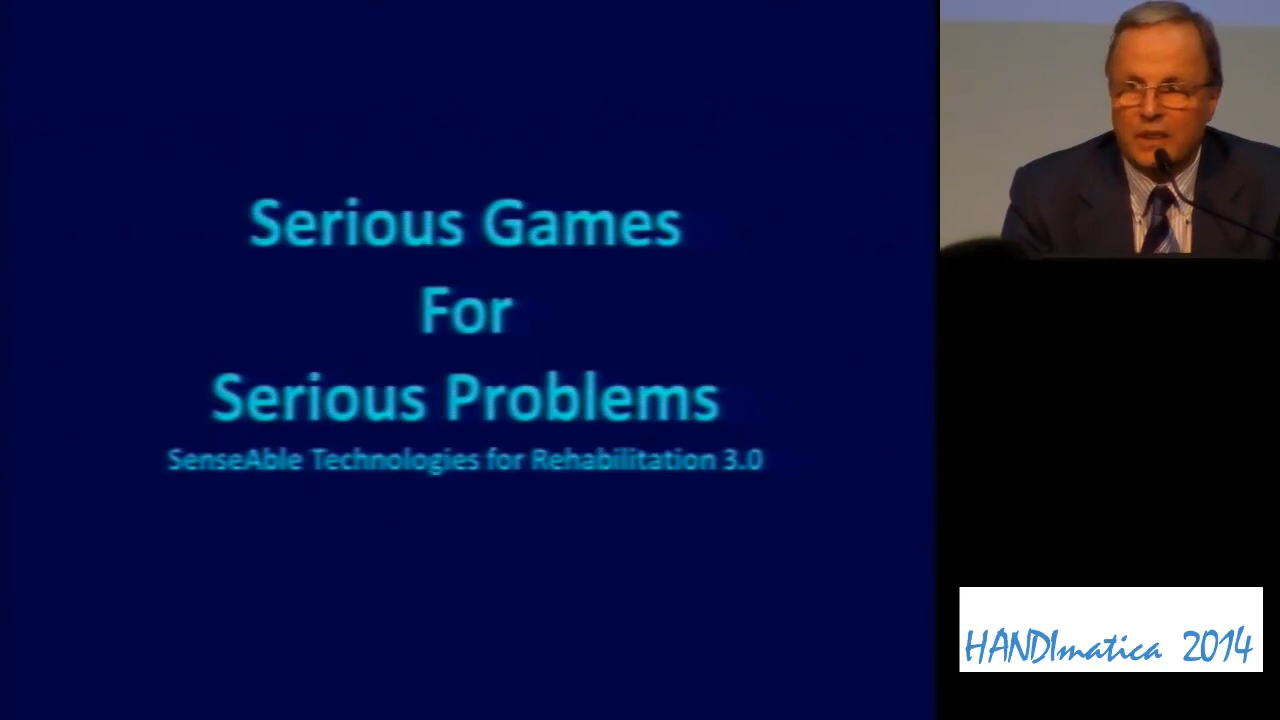 Serious Games
For
Serious Problems
SenseAble Technologies for Rehabilitation 3.0
HANDImatica 2014